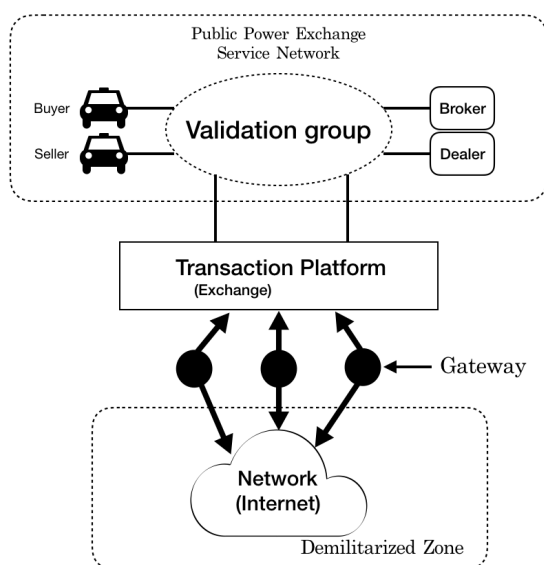 Public Power Exchange
Service Network
Buyer
Broker
Validation group
Seller
Dealer
Transaction Platform
(Exchange)
Gateway
Network
(Internet)
Demilitarized Zone